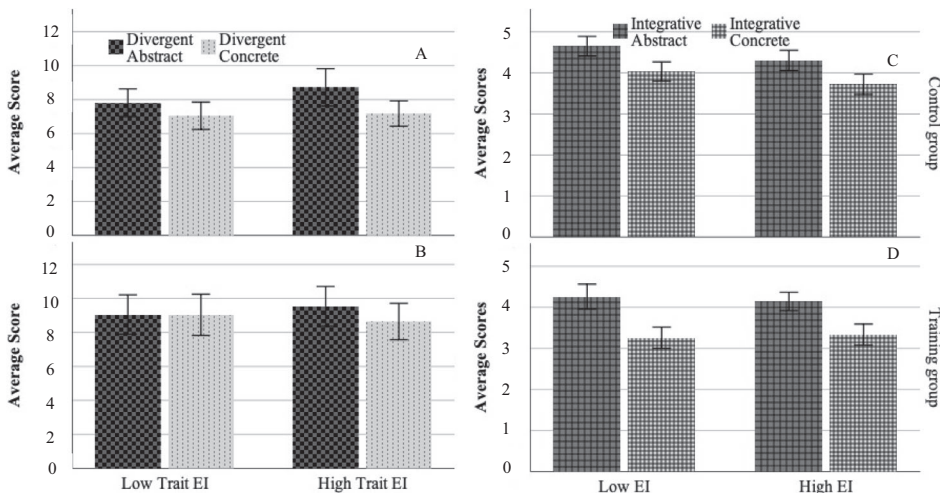 12
10
8
6
4
2
0
Average Score
Divergent Abstract
Divergent Concrete
A
5
4
3
2
1
0
Average Scores
Integrative Abstract
Integrative Concrete
C
Control group
12
10
8
6
4
2
0
Average Score
B
Low Trait EI
High Trait EI
5
4
3
2
1
0
Average Scores
D
Low EI
High EI
Training group